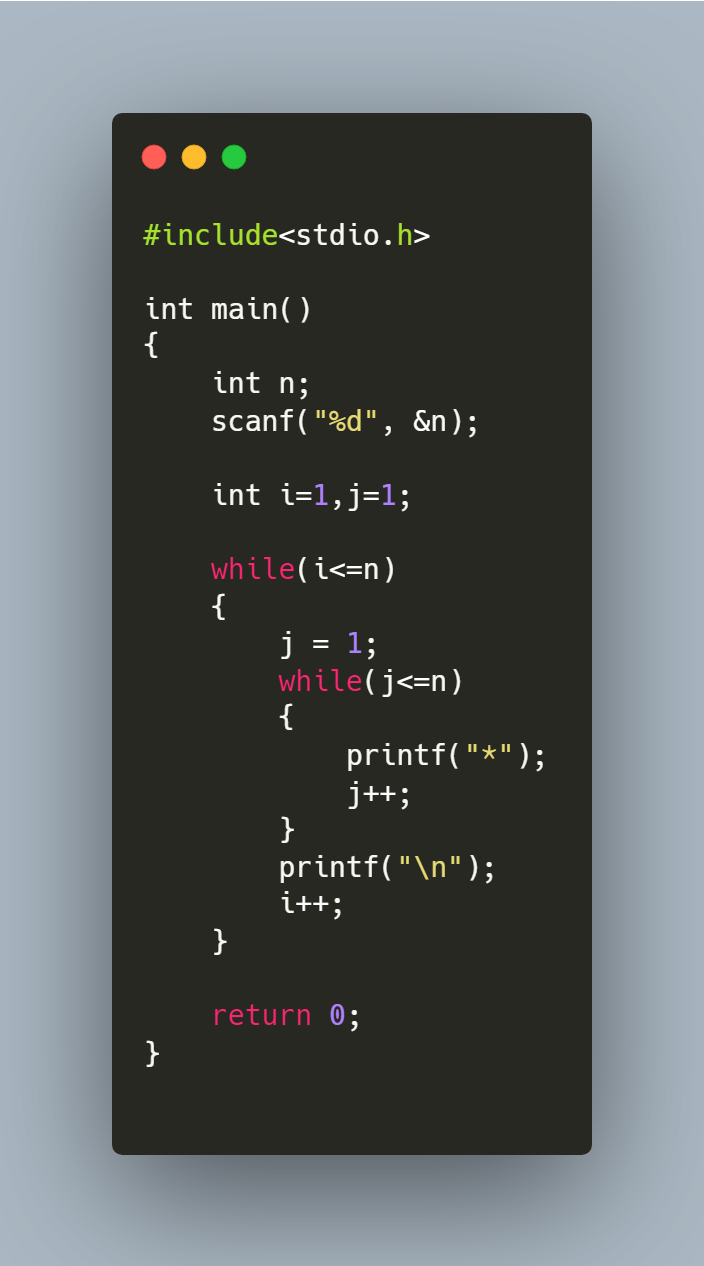 #include<stdio.h>

int main()
{
    int n;
    scanf("%d", &n);

    int i=1,j=1;

    while(i<=n)
    {
        j = 1;
        while(j<=n)
        {
            printf("*");
            j++;
        }
        printf("\n");
        i++;
    }

    return 0;
}